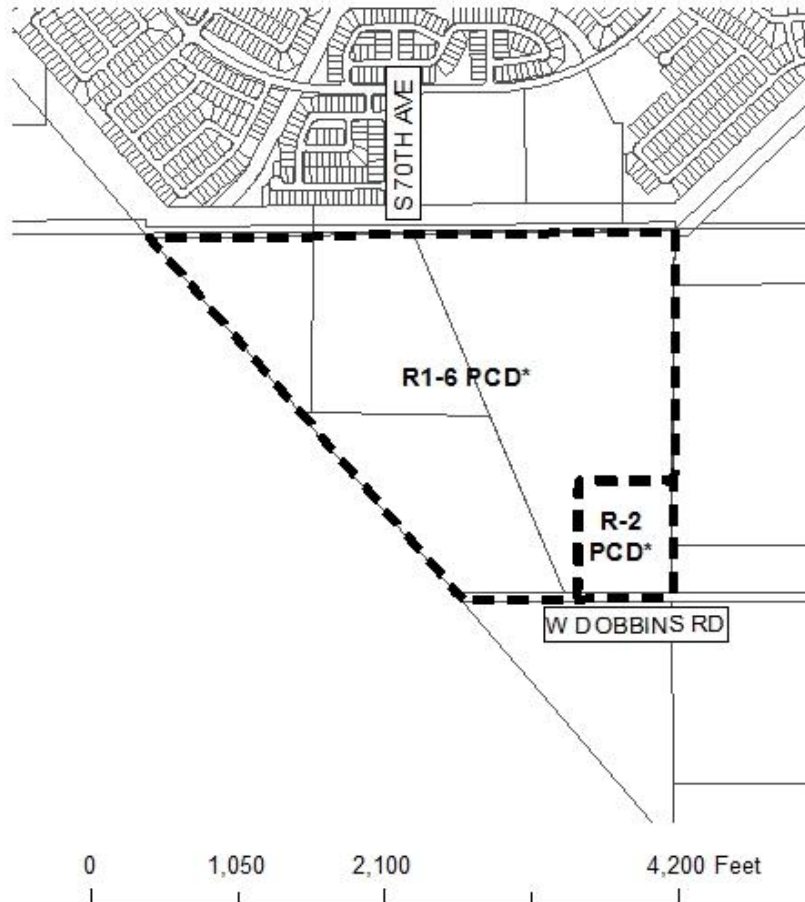 S 70TH AVE
R1-6 PCD*
R-2
PCD*
W DOBBINS RD
0 1,050 2,100 4,200 Feet